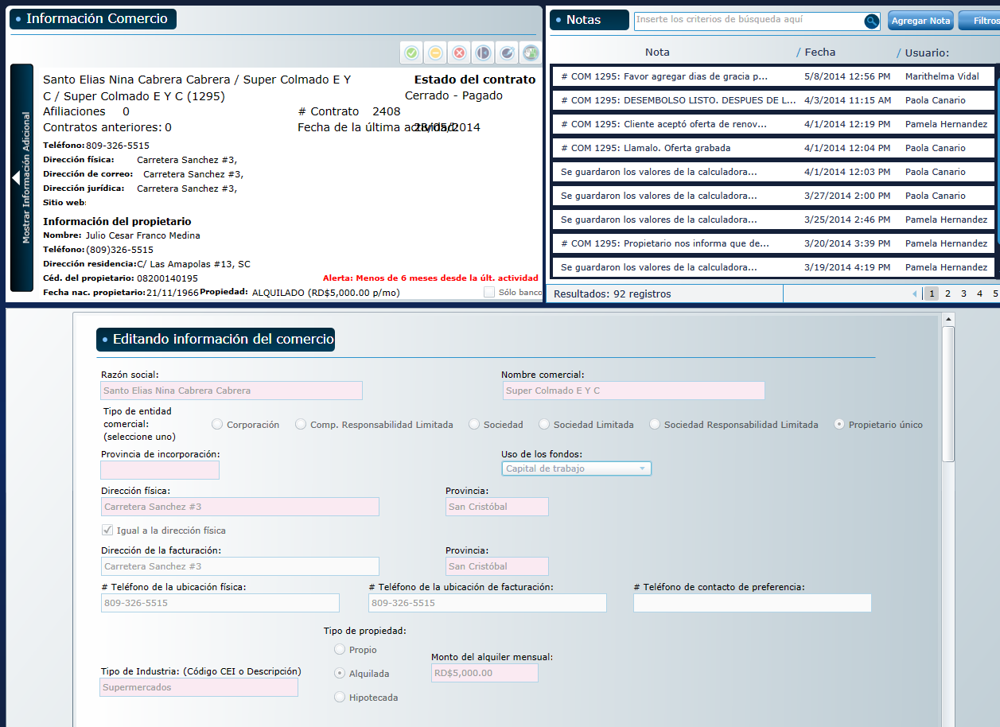 Información Comercio
Santo Elias Nina Cabrera Cabrera / Super Colmado E Y
C / Super Colmado E Y C (1295)
Estado del contrato
Cerrado - Pagado
Afiliaciones 0
# Contrato 2408
Contratos anteriores: 0
Fecha de la última actividad: 28/05/2014
Teléfono: 809-326-5515
Dirección física: Carretera Sanchez #3,
Dirección de correo: Carretera Sanchez #3,
Dirección jurídica: Carretera Sanchez #3,
Sitio web:
Mostrar Información Adicional
Información del propietario
Nombre: Julio Cesar Franco Medina
Teléfono: (809)326-5515
Dirección residencia: C/ Las Amapolas #13, SC
Céd. del propietario: 08200140195
Alerta: Menos de 6 meses desde la últ. actividad
Fecha nac. propietario: 21/11/1966 Propiedad: ALQUILADO (RD$5,000.00 p/mo)
Sólo banco
Notas
Inserte los criterios de búsqueda aquí
Agregar Nota
Filtros
Nota / Fecha / Usuario:
# COM 1295: Favor agregar dias de gracia p... 5/8/2014 12:56 PM Marithelma Vidal
# COM 1295: DESEMBOLSO LISTO. DESPUES DE L... 4/3/2014 11:15 AM Paola Canario
# COM 1295: Cliente aceptó oferta de renov... 4/1/2014 12:19 PM Pamela Hernandez
# COM 1295: Llamalo. Oferta grabada 4/1/2014 12:04 PM Paola Canario
Se guardaron los valores de la calculadora... 4/1/2014 12:03 PM Paola Canario
Se guardaron los valores de la calculadora... 3/27/2014 2:00 PM Paola Canario
Se guardaron los valores de la calculadora... 3/25/2014 2:46 PM Pamela Hernandez
# COM 1295: Propietario nos informa que de... 3/20/2014 3:39 PM Pamela Hernandez
Se guardaron los valores de la calculadora... 3/19/2014 4:19 PM Pamela Hernandez
Resultados: 92 registros
1 2 3 4 5
Editando información del comercio
Razón social:
Nombre comercial:
Santo Elias Nina Cabrera Cabrera
Super Colmado E Y C
Tipo de entidad
comercial:
(seleccione uno)
Corporación
Comp. Responsabilidad Limitada
Sociedad
Sociedad Limitada
Sociedad Responsabilidad Limitada
Propietario único
Provincia de incorporación:
Uso de los fondos:
Capital de trabajo
Dirección física:
Provincia:
Carretera Sanchez #3
San Cristóbal
Igual a la dirección física
Dirección de la facturación:
Provincia:
Carretera Sanchez #3
San Cristóbal
# Teléfono de la ubicación física:
# Teléfono de la ubicación de facturación:
# Teléfono de contacto de preferencia:
809-326-5515
809-326-5515
Tipo de propiedad:
Propio
Monto del alquiler mensual:
Tipo de Industria: (Código CEI o Descripción)
Alquilada
RD$5,000.00
Supermercados
Hipotecada